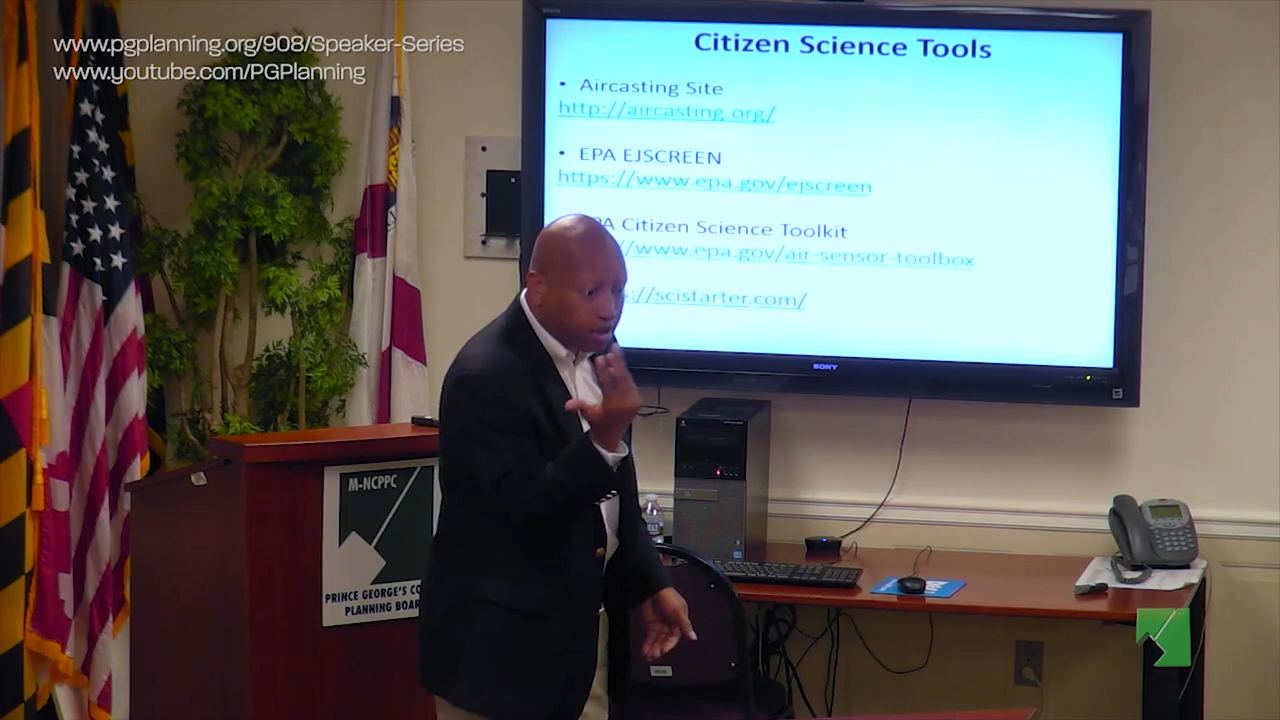 www.pgplanning.org/908/Speaker-Series
www.youtube.com/PGPlanning
Citizen Science Tools
• Aircasting Site
http://aircasting.org/
• EPA EJSCREEN
https://www.epa.gov/ejscreen
PA Citizen Science Toolkit
/www.epa.gov/air-sensor-toolbox
://scistarter.com/
SONY
M-NCPPC
PRINCE GEORGE'S CO
PLANNING BOAR